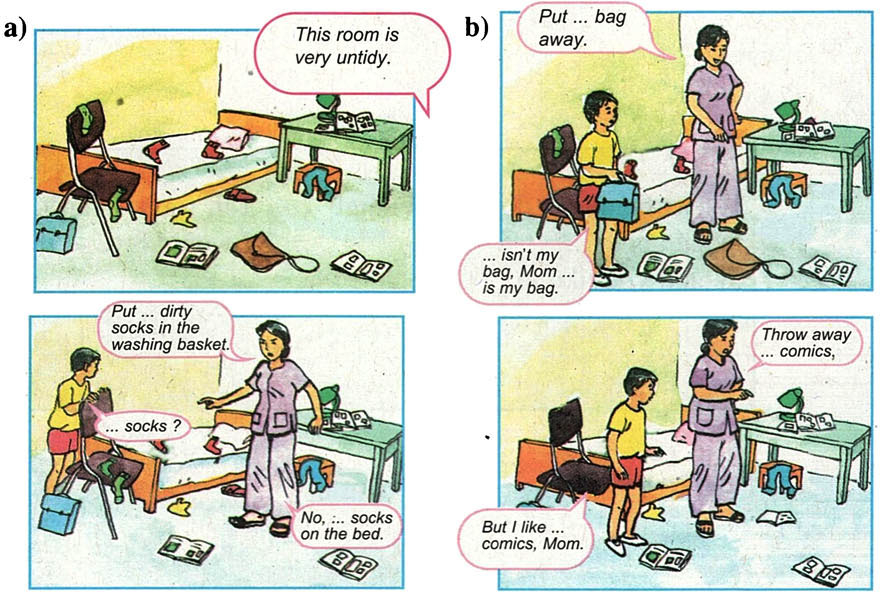 a)
This room is
very untidy.
b)
Put ... bag
away.
... isn't my
bag, Mom ...
is my bag.
Put ... dirty
socks in the
washing basket.
... socks ?
No, :.. socks
on the bed.
Throw away
... comics,
But I like ...
comics, Mom.